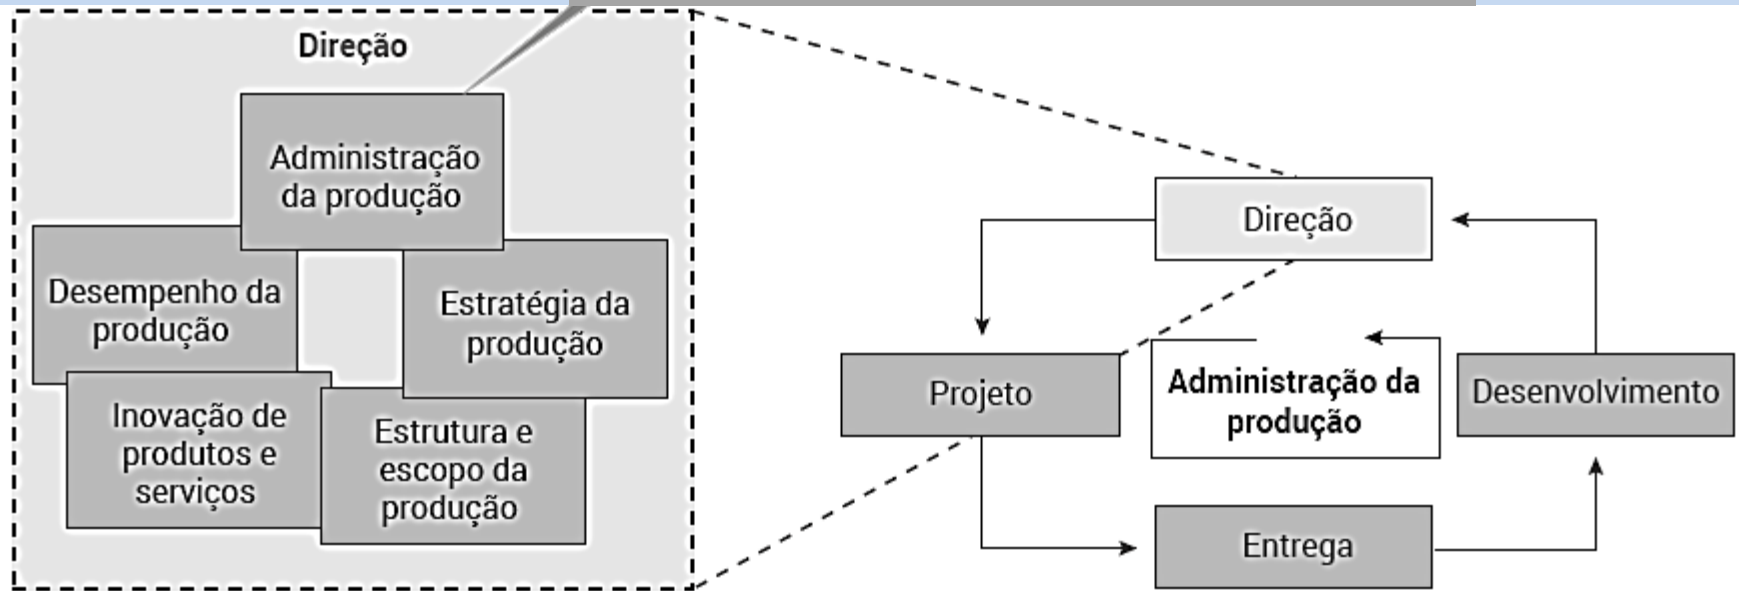 Direção
Administração
da produção
Desempenho da
produção
Estratégia da
produção
Inovação de
produtos e
serviços
Estrutura e
escopo da
produção
Direção
Projeto
Administração da
produção
Desenvolvimento
Entrega